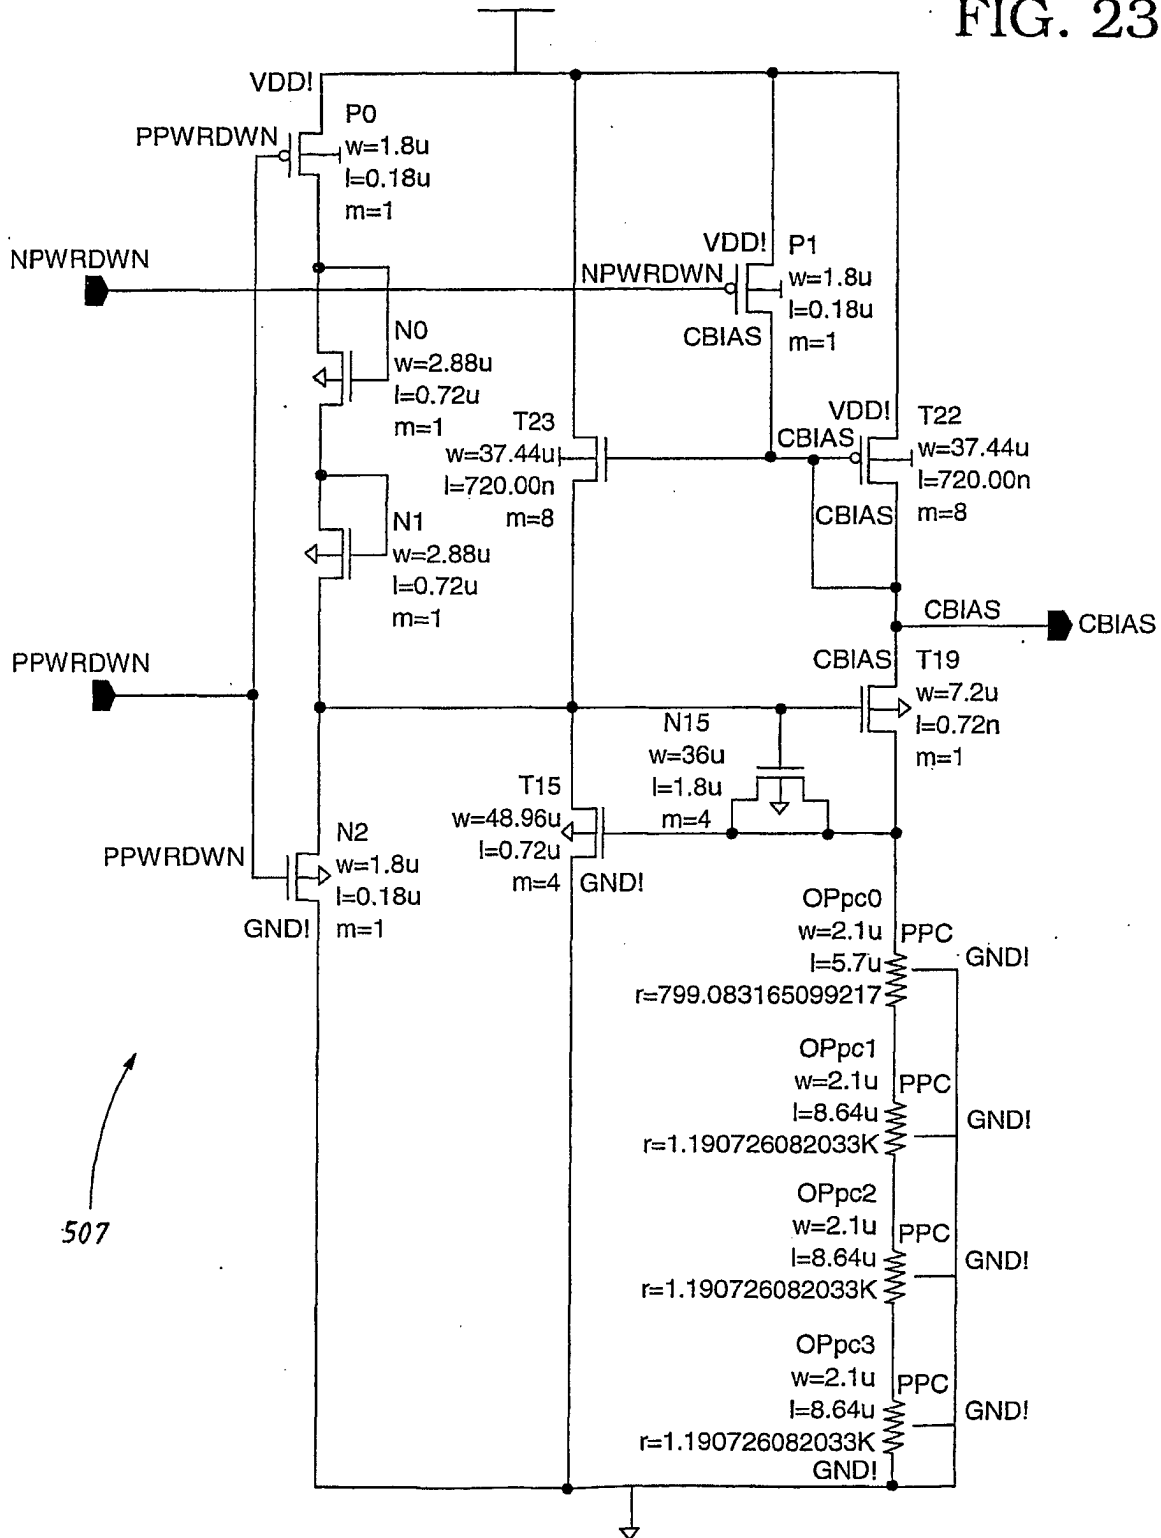 FIG. 23
VDD!
P0
PPWRDWN
w=1.8u
l=0.18u
m=1
NPWRDWN
VDD!
P1
NPWRDWN
w=1.8u
l=0.18u
CBIAS
m=1
N0
w=2.88u
l=0.72u
m=1
T23
w=37.44u
l=720.00n
m=8
VDD!
T22
CBIAS
w=37.44u
l=720.00n
CBIAS
m=8
N1
w=2.88u
l=0.72u
m=1
CBIAS
CBIAS
PPWRDWN
CBIAS
T19
w=7.2u
l=0.72n
m=1
N15
w=36u
l=1.8u
m=4
T15
w=48.96u
l=0.72u
m=4
GND!
N2
PPWRDWN
w=1.8u
l=0.18u
GND!
m=1
OPpc0
w=2.1u
PPC
l=5.7u
GND!
r=799.083165099217
OPpc1
w=2.1u
PPC
l=8.64u
GND!
r=1.190726082033K
OPpc2
w=2.1u
PPC
l=8.64u
GND!
r=1.190726082033K
OPpc3
w=2.1u
PPC
l=8.64u
GND!
r=1.190726082033K
GND!
507